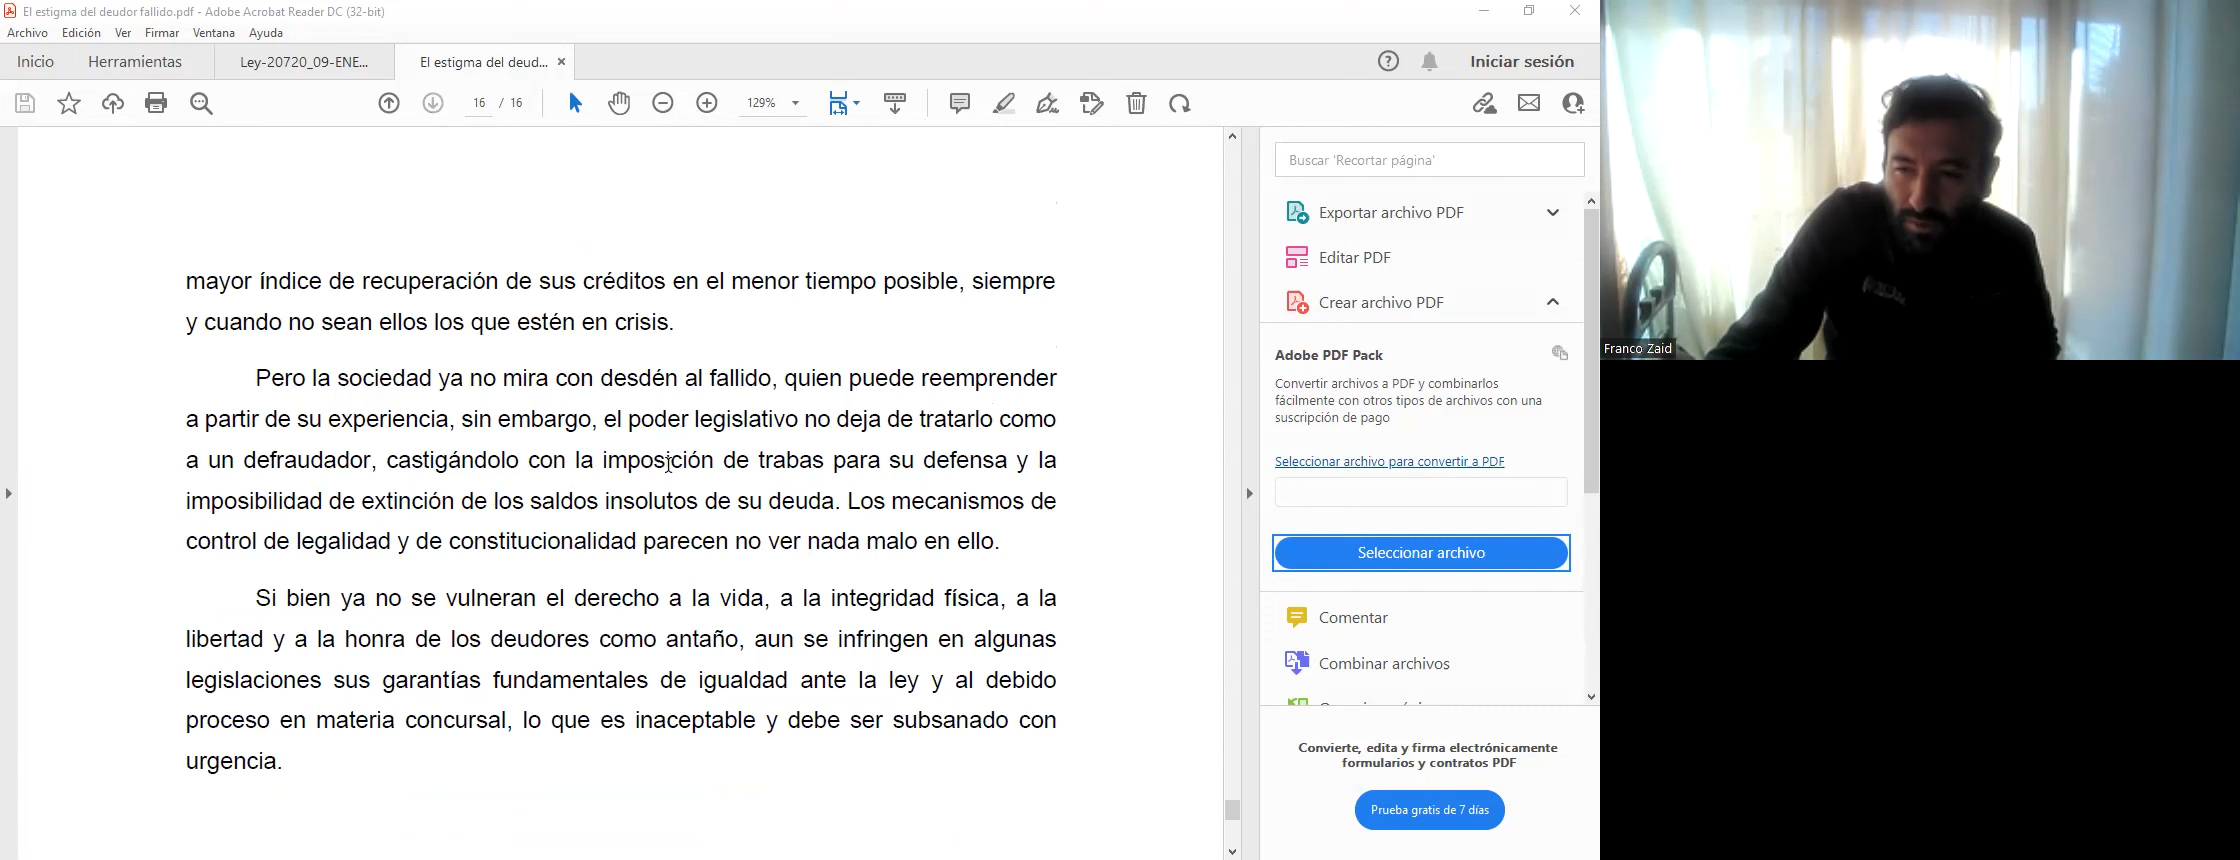 El estigma del deudor fallido.pdf - Adobe Acrobat Reader DC (32-bit)
Archivo Edición Ver Firmar Ventana Ayuda
Inicio Herramientas Ley-20720_09-ENE... El estigma del deud... × Iniciar sesión
16 / 16 129%
mayor índice de recuperación de sus créditos en el menor tiempo posible, siempre
y cuando no sean ellos los que estén en crisis.
Pero la sociedad ya no mira con desdén al fallido, quien puede reemprender
a partir de su experiencia, sin embargo, el poder legislativo no deja de tratarlo como
a un defraudador, castigándolo con la imposición de trabas para su defensa y la
imposibilidad de extinción de los saldos insolutos de su deuda. Los mecanismos de
control de legalidad y de constitucionalidad parecen no ver nada malo en ello.
Si bien ya no se vulneran el derecho a la vida, a la integridad física, a la
libertad y a la honra de los deudores como antaño, aun se infringen en algunas
legislaciones sus garantías fundamentales de igualdad ante la ley y al debido
proceso en materia concursal, lo que es inaceptable y debe ser subsanado con
urgencia.
Buscar 'Recortar página'
Exportar archivo PDF
Editar PDF
Crear archivo PDF
Adobe PDF Pack
Convertir archivos a PDF y combinarlos
fácilmente con otros tipos de archivos con una
suscripción de pago
Seleccionar archivo para convertir a PDF
Seleccionar archivo
Comentar
Combinar archivos
Convierte, edita y firma electrónicamente
formularios y contratos PDF
Prueba gratis de 7 días
Franco Zaid